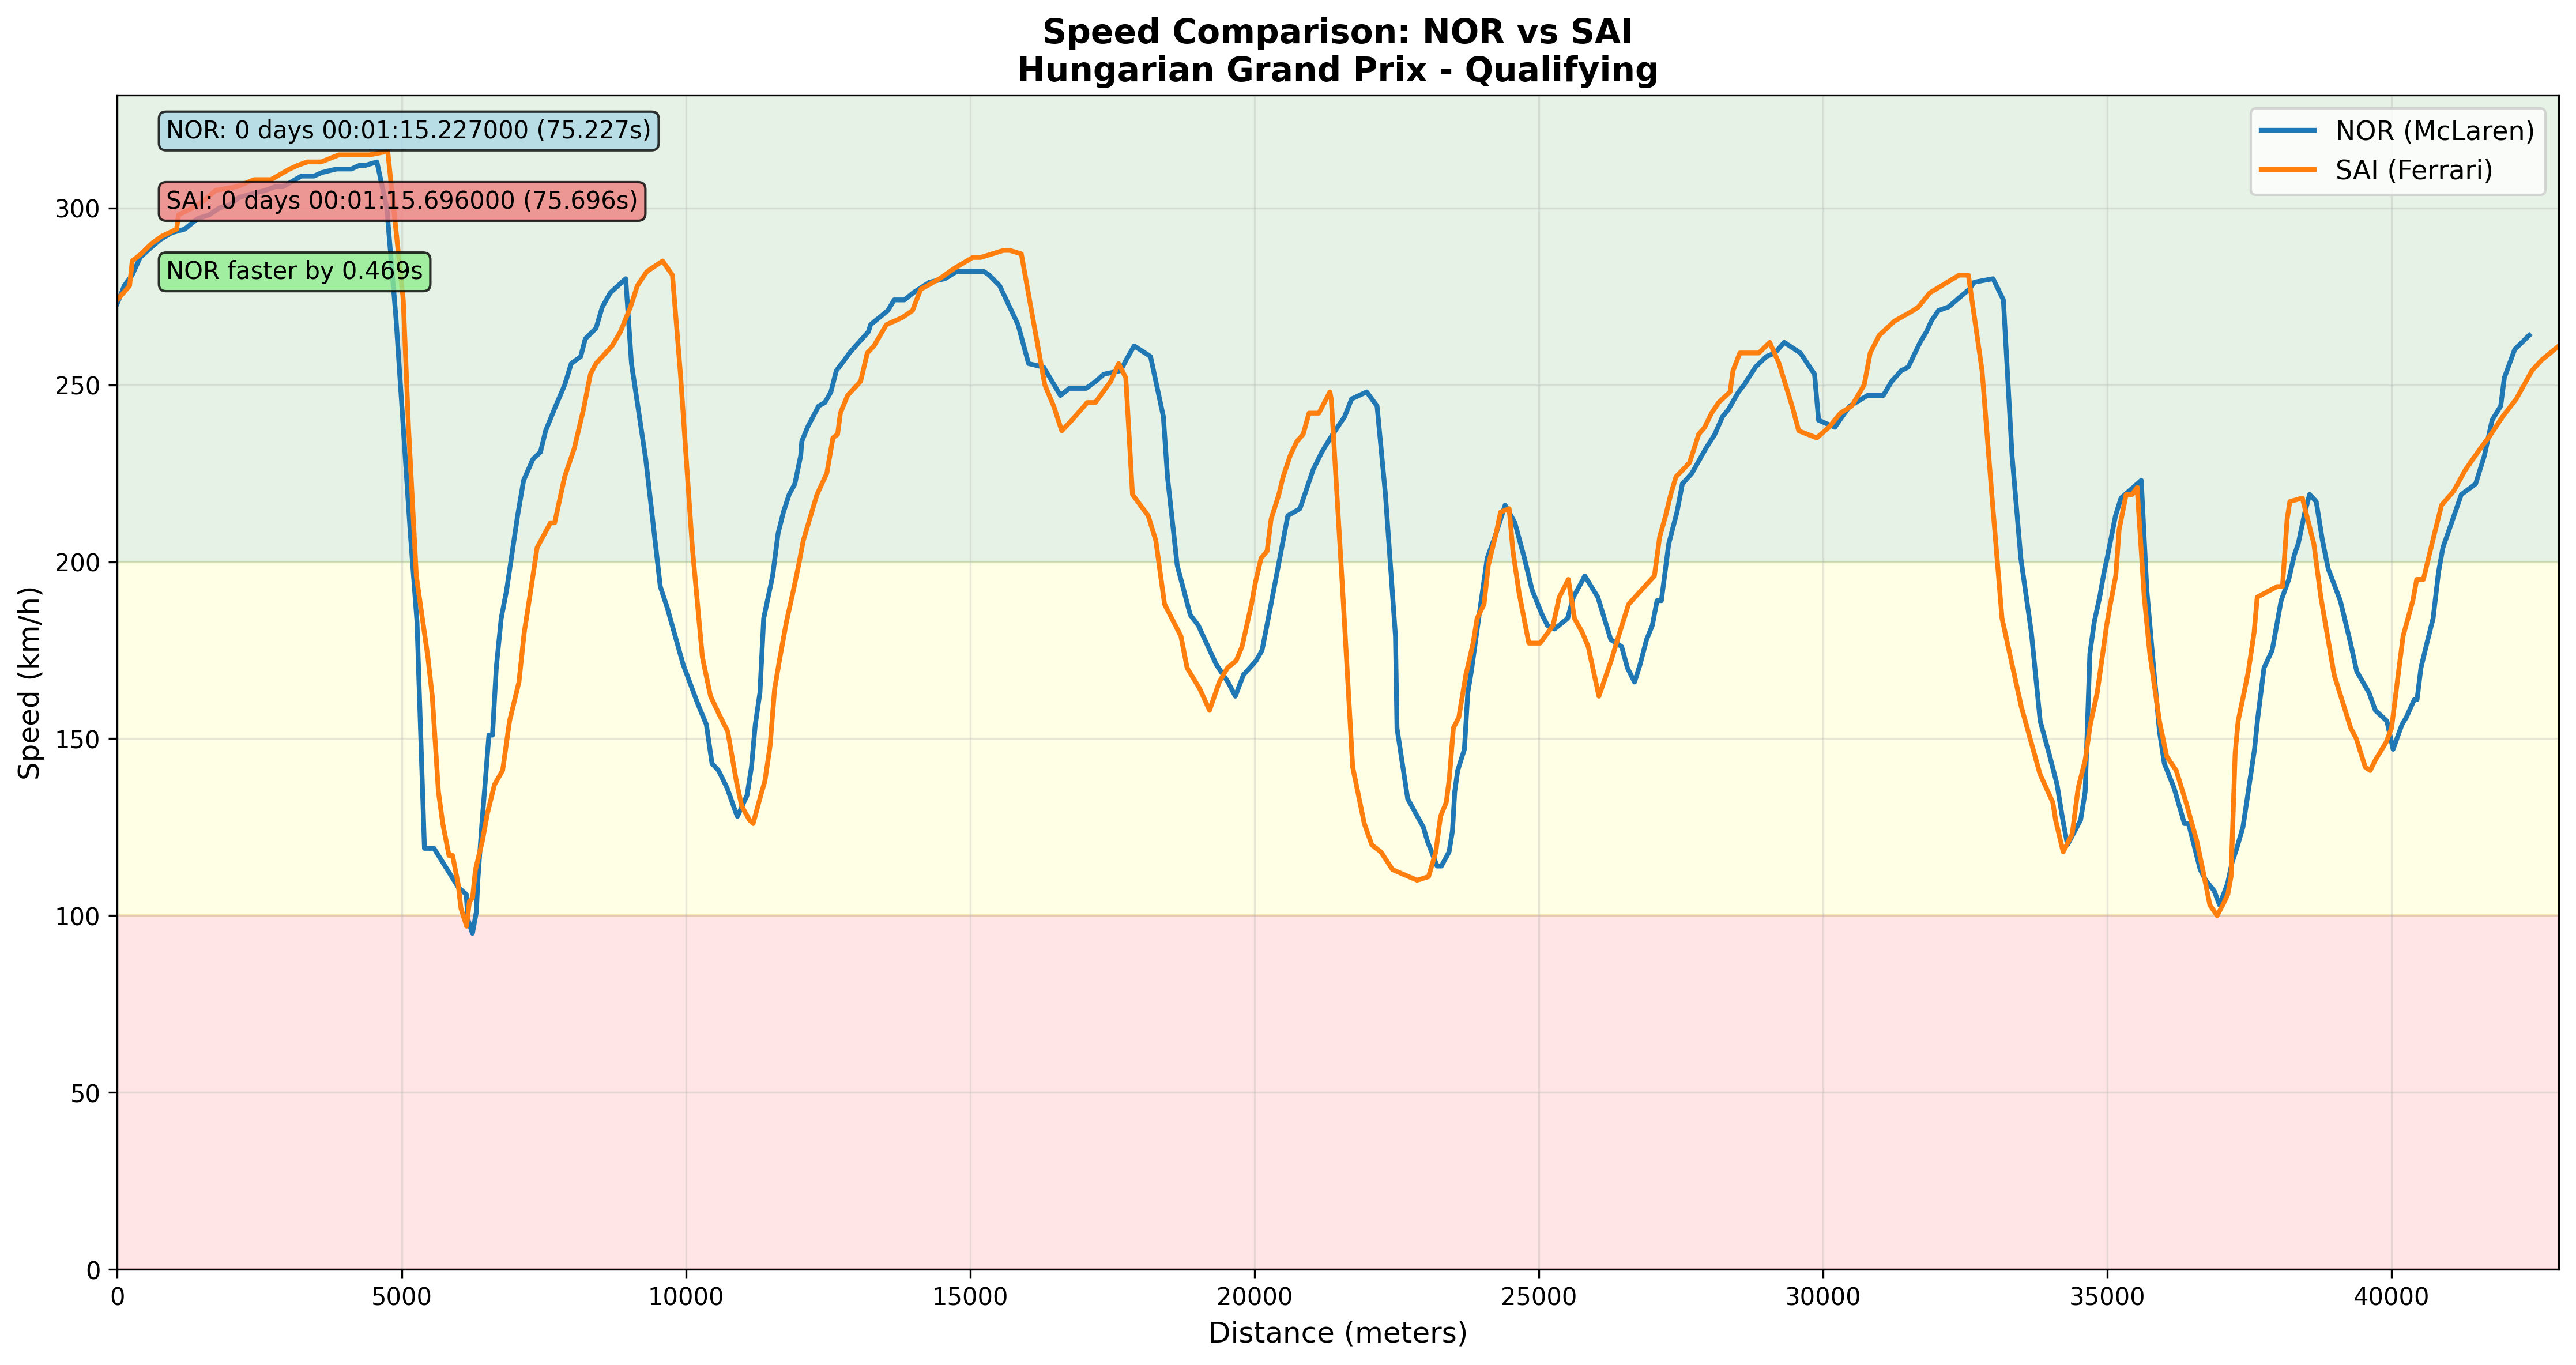 Speed Comparison: NOR vs SAI
Hungarian Grand Prix - Qualifying
NOR: 0 days 00:01:15.227000 (75.227s)
SAI: 0 days 00:01:15.696000 (75.696s)
NOR faster by 0.469s
NOR (McLaren)
SAI (Ferrari)
Speed (km/h)
300
250
200
150
100
50
0
0 5000 10000 15000 20000 25000 30000 35000 40000
Distance (meters)